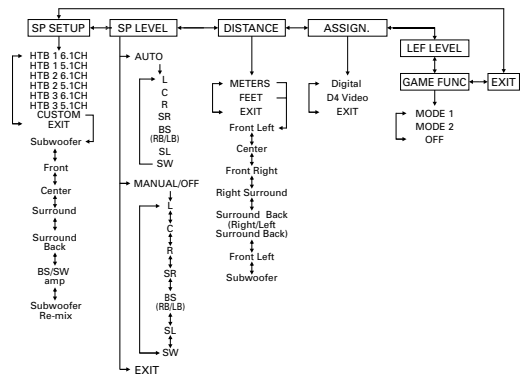 SP SETUP
SP LEVEL
DISTANCE
ASSIGN.
LEF LEVEL
GAME FUNC
EXIT
HTB 1 6.1CH
HTB 1 5.1CH
HTB 2 6.1CH
HTB 2 5.1CH
HTB 3 6.1CH
HTB 3 5.1CH
CUSTOM
EXIT
Subwoofer
Front
Center
Surround
Surround
Back
BS/SW
amp
Subwoofer
Re-mix
AUTO
L
C
R
SR
BS
(RB/LB)
SL
SW
MANUAL/OFF
L
C
R
SR
BS
(RB/LB)
SL
SW
EXIT
METERS
FEET
EXIT
Front Left
Center
Front Right
Right Surround
Surround Back
(Right/Left
Surround Back)
Front Left
Subwoofer
Digital
D4 Video
EXIT
MODE 1
MODE 2
OFF